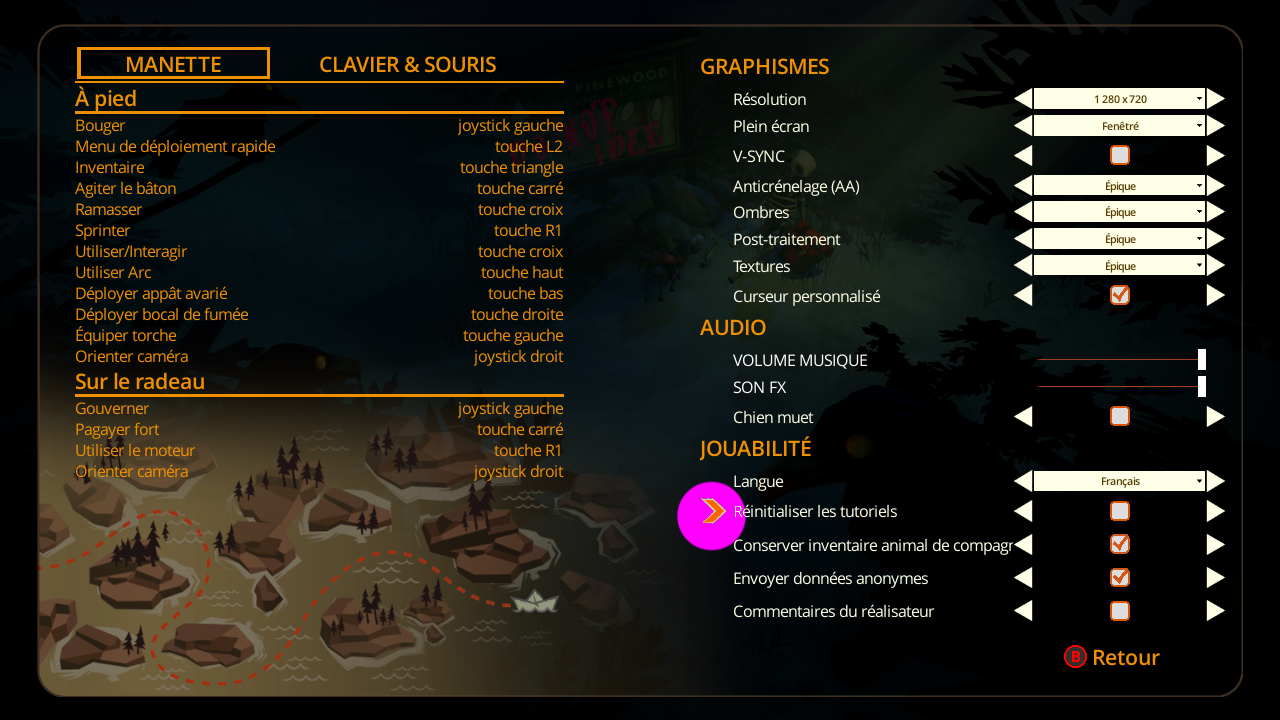 MANETTE
CLAVIER & SOURIS
À pied
Bouger joystick gauche
Menu de déploiement rapide touche L2
Inventaire touche triangle
Agiter le bâton touche carré
Ramasser touche croix
Sprinter touche R1
Utiliser/Interagir touche croix
Utiliser Arc touche haut
Déployer appât avarié touche bas
Déployer bocal de fumée touche droite
Équiper torche touche gauche
Orienter caméra joystick droit
Sur le radeau
Gouverner joystick gauche
Pagayer fort touche carré
Utiliser le moteur touche R1
Orienter caméra joystick droit
GRAPHISMES
Résolution 1 280 x 720
Plein écran Fenêtré
V-SYNC
Anticrénelage (AA) Épique
Ombres Épique
Post-traitement Épique
Textures Épique
Curseur personnalisé
AUDIO
VOLUME MUSIQUE
SON FX
Chien muet
JOUABILITÉ
Langue Français
Réinitialiser les tutoriels
Conserver inventaire animal de compagn
Envoyer données anonymes
Commentaires du réalisateur
B Retour
PINEWOOD